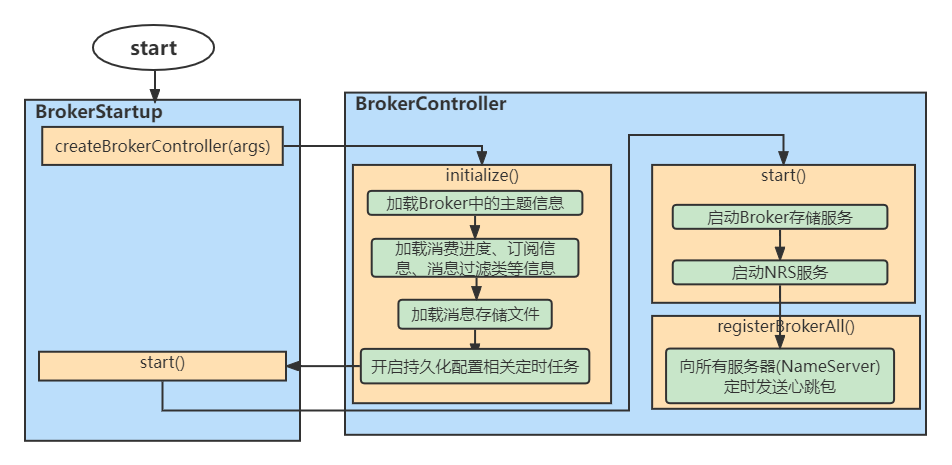 start
BrokerStartup
createBrokerController(args)
start()
BrokerController
initialize()
加载Broker中的主题信息
加载消费进度、订阅信
息、消息过滤类等信息
加载消息存储文件
开启持久化配置相关定时任务
start()
启动Broker存储服务
启动NRS服务
registerBrokerAll()
向所有服务器(NameServer)
定时发送心跳包